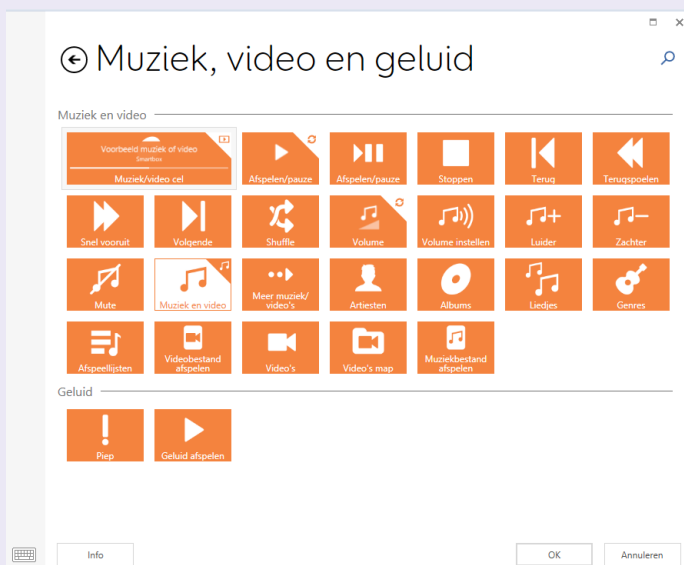 Muziek, video en geluid
Muziek en video
Voorbeeld muziek of video
Smartbox
Muziek/video cel
Afspelen/pauze
Afspelen/pauze
Stoppen
Terug
Terugspoelen
Snel vooruit
Volgende
Shuffle
Volume
Volume instellen
Luider
Zachter
Mute
Muziek en video
Meer muziek/
video's
Artiesten
Albums
Liedjes
Genres
Afspeellijsten
Videobestand
afspelen
Video's
Video's map
Muziekbestand
afspelen
Geluid
Piep
Geluid afspelen
Info
OK
Annuleren